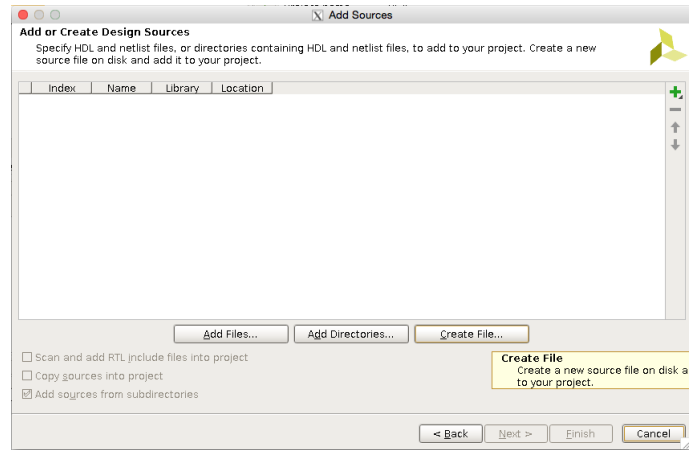 Add Sources
Add or Create Design Sources
Specify HDL and netlist files, or directories containing HDL and netlist files, to add to your project. Create a new
source file on disk and add it to your project.
Index Name Library Location
Add Files... Add Directories... Create File...
Scan and add RTL include files into project
Copy sources into project
Add sources from subdirectories
Create File
Create a new source file on disk a
to your project.
< Back Next > Finish Cancel